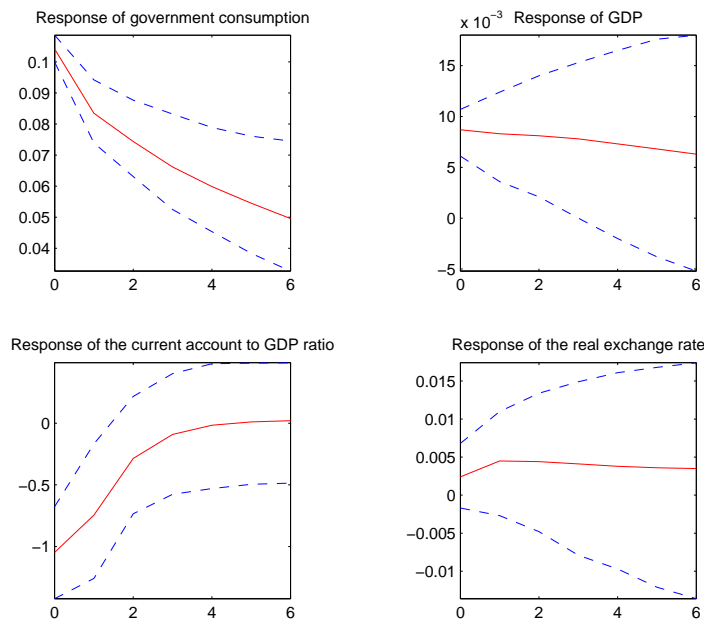 Response of government consumption
0.1
0.09
0.08
0.07
0.06
0.05
0.04
0 2 4 6
x 10⁻³ Response of GDP
15
10
5
0
−5
0 2 4 6
Response of the current account to GDP ratio
0
−0.5
−1
0 2 4 6
Response of the real exchange rate
0.015
0.01
0.005
0
−0.005
−0.01
0 2 4 6